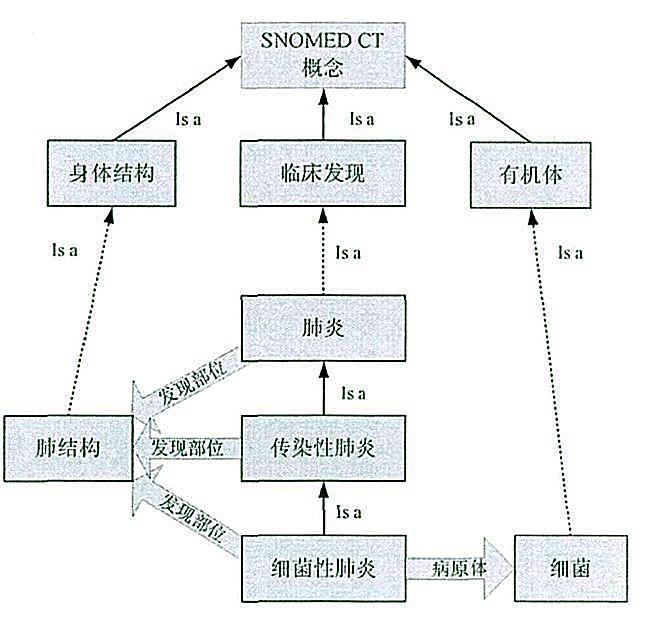 SNOMED CT
概念
Is a
Is a
Is a
身体结构
临床发现
有机体
Is a
Is a
Is a
肺炎
发现部位
Is a
肺结构
发现部位
传染性肺炎
发现部位
Is a
细菌性肺炎
病原体
细菌